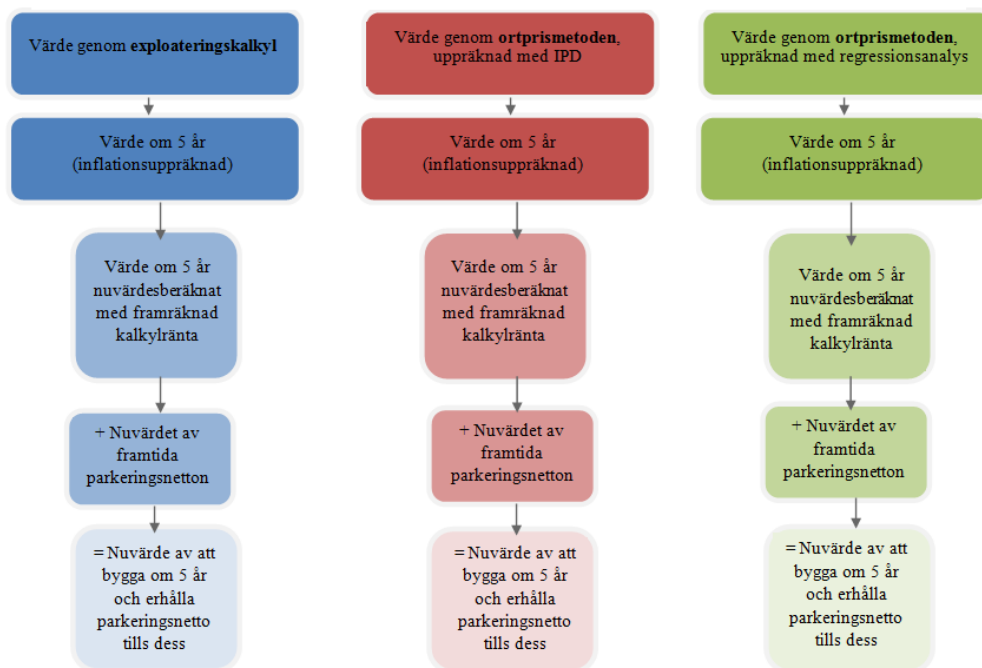 Värde genom exploateringskalkyl
Värde om 5 år
(inflationsuppräknad)
Värde om 5 år
nuvärdesberäknat
med framräknad
kalkylränta
+ Nuvärdet av
framtida
parkeringsnetton
= Nuvärde av att
bygga om 5 år
och erhålla
parkeringsnetto
tills dess
Värde genom ortprismetoden,
uppräknad med IPD
Värde om 5 år
(inflationsuppräknad)
Värde om 5 år
nuvärdesberäknat
med framräknad
kalkylränta
+ Nuvärdet av
framtida
parkeringsnetton
= Nuvärde av att
bygga om 5 år
och erhålla
parkeringsnetto
tills dess
Värde genom ortprismetoden,
uppräknad med regressionsanalys
Värde om 5 år
(inflationsuppräknad)
Värde om 5 år
nuvärdesberäknat
med framräknad
kalkylränta
+ Nuvärdet av
framtida
parkeringsnetton
= Nuvärde av att
bygga om 5 år
och erhålla
parkeringsnetto
tills dess